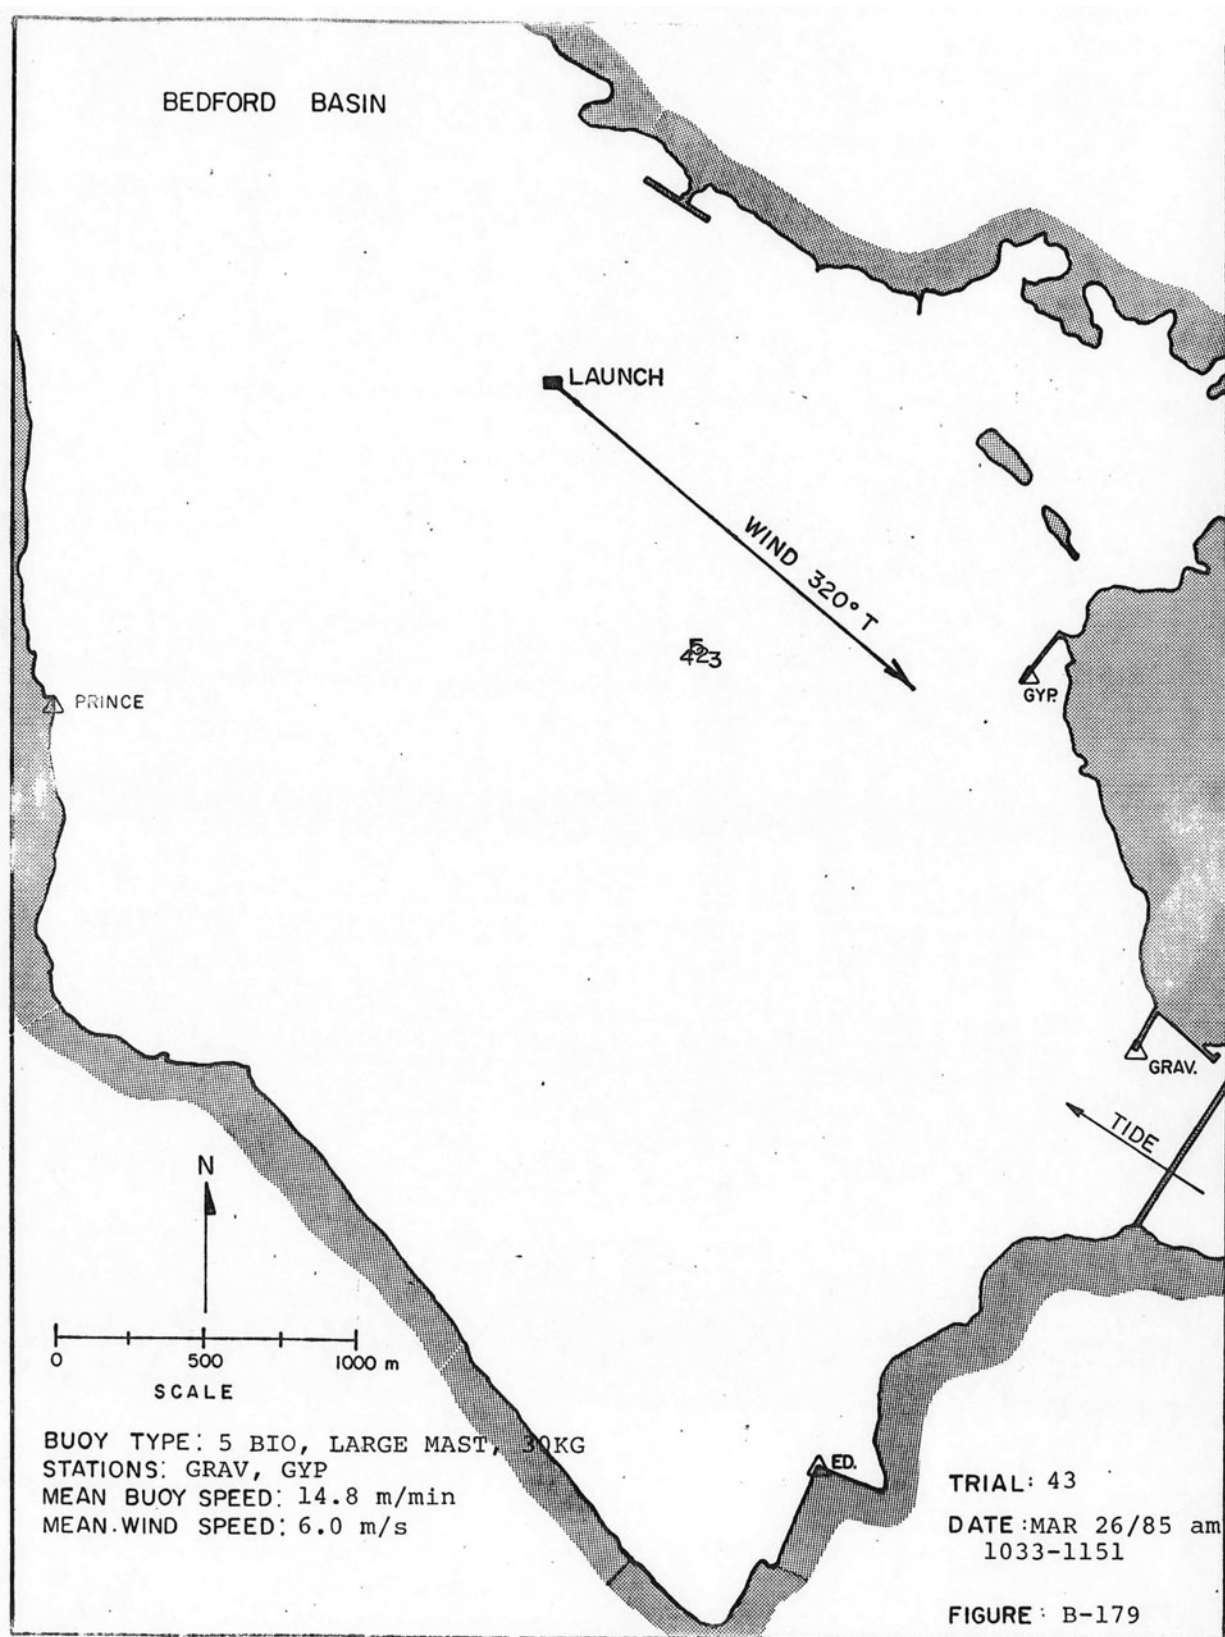 BEDFORD BASIN
LAUNCH
WIND 320° T
5
423
GYP.
PRINCE
GRAV.
TIDE
N
0 500 1000 m
SCALE
ED.
BUOY TYPE: 5 BIO, LARGE MAST, 30KG
STATIONS: GRAV, GYP
MEAN BUOY SPEED: 14.8 m/min
MEAN.WIND SPEED: 6.0 m/s
TRIAL: 43
DATE:MAR 26/85 am
1033-1151
FIGURE: B-179